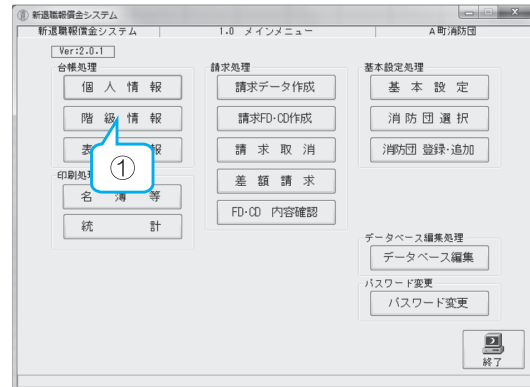 新退職報償金システム
新退職報償金システム 1.0 メインメニュー A町消防団
Ver:2.0.1
台帳処理
個人情報
階級情報
表 報
①
印刷処
名簿等
統計
請求処理
請求データ作成
請求FD・CD作成
請求取消
差額請求
FD・CD 内容確認
基本設定処理
基本設定
消防団選択
消防団 登録・追加
データベース編集処理
データベース編集
パスワード変更
パスワード変更
終了